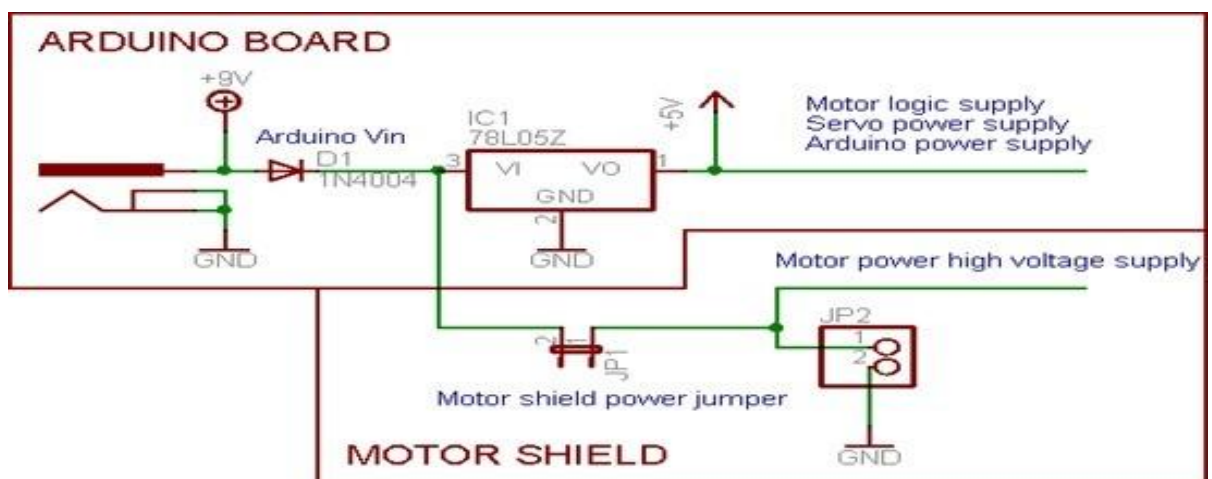 ARDUINO BOARD
+9V
Arduino Vin
D1
1N4004
IC1
78L05Z
3
VI
VO
1
GND
2
+5V
Motor logic supply
Servo power supply
Arduino power supply
GND
GND
Motor power high voltage supply
JP2
1
2
2
1
JP1
Motor shield power jumper
MOTOR SHIELD
GND